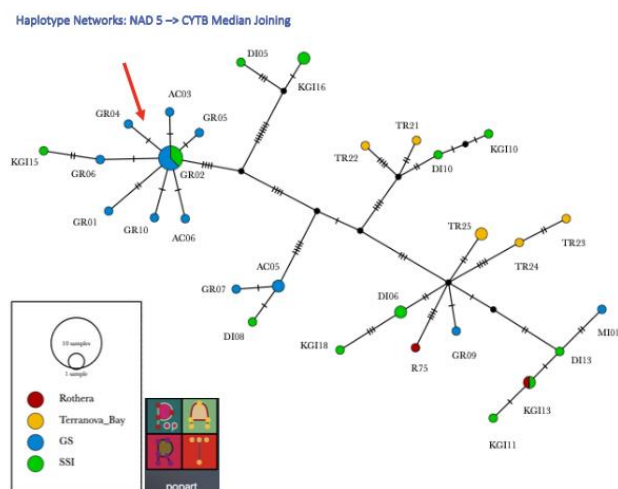 Haplotype Networks: NAD 5 –> CYTB Median Joining
DI05
KGI16
AC03
GR04
GR05
TR21
TR22
KGI10
DI10
KGI15
GR06
GR02
GR01
GR10
AC06
TR25
TR23
TR24
AC05
GR07
DI06
MI01
DI08
KGI18
GR09
R75
DI13
KGI13
KGI11
10 samples
1 sample
Rothera
Terranova_Bay
GS
SSI
Pop
A
R
T
popart